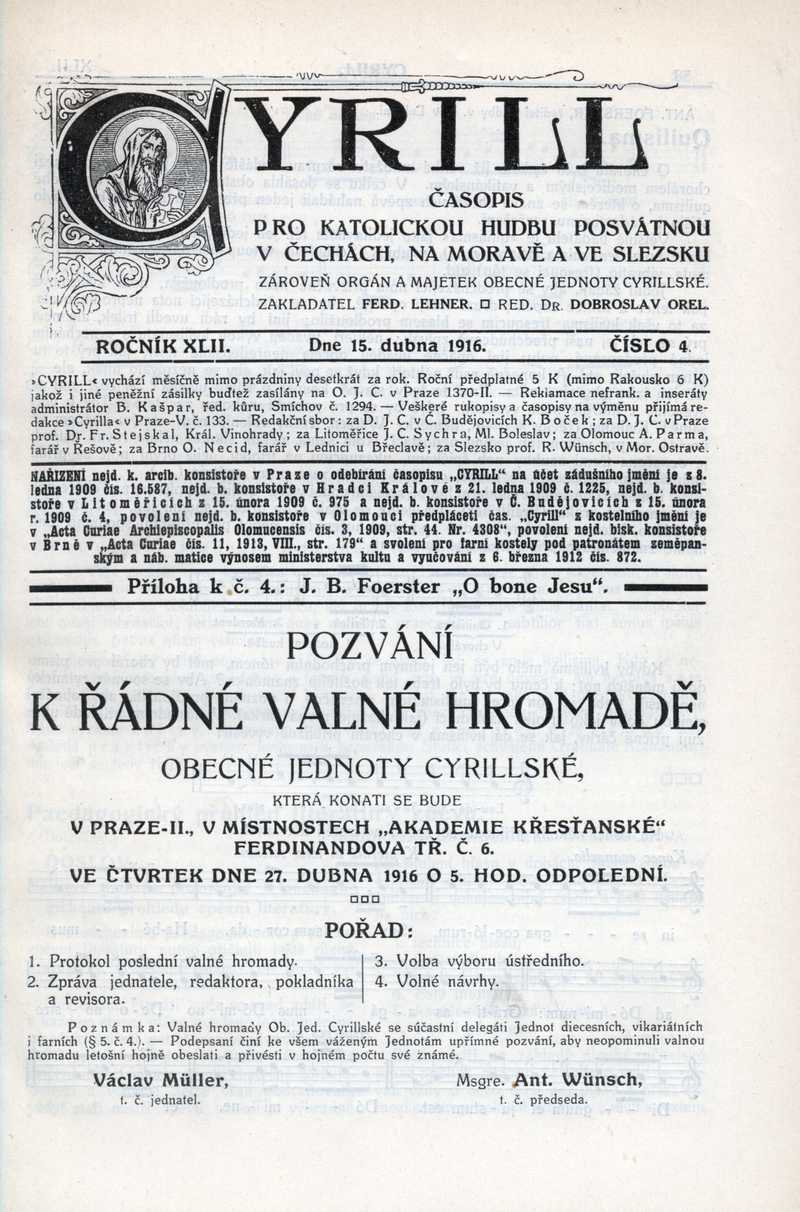 CYRILL
ČASOPIS
PRO KATOLICKOU HUDBU POSVÁTNOU
V ČECHÁCH, NA MORAVĚ A VE SLEZSKU
ZÁROVEŇ ORGÁN A MAJETEK OBECNÉ JEDNOTY CYRILLSKÉ.
ZAKLADATEL FERD. LEHNER. □ RED. DR. DOBROSLAV OREL.
ROČNÍK XLII. Dne 15. dubna 1916. ČÍSLO 4.
›CYRILL‹ vychází měsíčně mimo prázdniny desetkrát za rok. Roční předplatné 5 K (mimo Rakousko 6 K)
jakož i jiné peněžní zásilky buďtež zasílány na O. J. C. v Praze 1370-II. — Reklamace nefrank. a inseráty
administrátor B. Kašpar, řed. kůru, Smíchov č. 1294. — Veškeré rukopisy a časopisy na výměnu přijímá re-
dakce ›Cyrilla‹ v Praze-V. č. 133. — Redakční sbor: za D. J. C. v Č. Budějovicích K. Boček; za D. J. C. v Praze
prof. Dr. Fr. Stejskal, Král. Vinohrady; za Litoměřice J. C. Sychra, Ml. Boleslav; za Olomouc A. Parma,
farář v Řešově; za Brno O. Necid, farář v Lednici u Břeclavě; za Slezsko prof. R. Wünsch, v Mor. Ostravě.
NAŘÍZENÍ nejd. k. arcib. konsistoře v Praze o odebírání časopisu „CYRILL“ na účet zádušního jmění je z 8.
ledna 1909 čís. 16.587, nejd. b. konsistoře v Hradci Králové z 21. ledna 1909 č. 1225, nejd. b. konsi-
stoře v Litoměřicích z 15. února 1909 č. 975 a nejd. b. konsistoře v Č. Budějovicích z 15. února
r. 1909 č. 4, povolení nejd. b. konsistoře v Olomouci předpláceti čas. „Cyrill“ z kostelního jmění je
v „Acta Curiae Archiepiscopalis Olomucensis čís. 3, 1909, str. 44. Nr. 4308“, povolení nejd. bisk. konsistoře
v Brně v „Acta Curiae čís. 11, 1913, VIII., str. 179“ a svolení pro farní kostely pod patronátem zeměpan-
ským a náb. matice výnosem ministerstva kultu a vyučování z 6. března 1912 čís. 872.
Příloha k č. 4.: J. B. Foerster „O bone Jesu“.
POZVÁNÍ
K ŘÁDNÉ VALNÉ HROMADĚ,
OBECNÉ JEDNOTY CYRILLSKÉ,
KTERÁ KONATI SE BUDE
V PRAZE-II., V MÍSTNOSTECH „AKADEMIE KŘESŤANSKÉ“
FERDINANDOVA TŘ. Č. 6.
VE ČTVRTEK DNE 27. DUBNA 1916 O 5. HOD. ODPOLEDNÍ.
□□□
POŘAD:
1. Protokol poslední valné hromady.
2. Zpráva jednatele, redaktora, pokladníka
a revisora.
3. Volba výboru ústředního.
4. Volné návrhy.
Poznámka: Valné hromady Ob. Jed. Cyrillské se súčastní delegáti Jednot diecesních, vikariátních
i farních (§ 5. č. 4.). — Podepsaní činí ke všem váženým Jednotám upřímné pozvání, aby neopominuli valnou
hromadu letošní hojně obeslati a přivésti v hojném počtu své známé.
Václav Müller,
t. č. jednatel.
Msgre. Ant. Wünsch,
t. č. předseda.